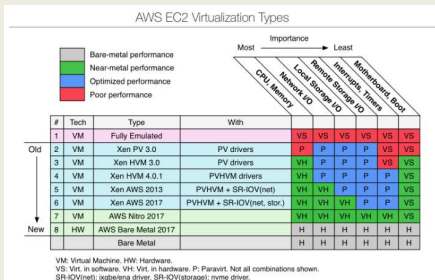 AWS EC2 Virtualization Types
Importance
Most Least
Bare-metal performance
Near-metal performance
Optimized performance
Poor performance
CPU, Memory
Network I/O
Local Storage I/O
Remote Storage I/O
Interrupts, Timers
Motherboard, Boot
# Tech Type With
1 VM Fully Emulated VS VS VS VS VS VS
Old 2 VM Xen PV 3.0 PV drivers P P P P VS VS
3 VM Xen HVM 3.0 PV drivers VH P P P VS VS
4 VM Xen HVM 4.0.1 PVHVM drivers VH P P P P VS
5 VM Xen AWS 2013 PVHVM + SR-IOV(net) VH VH P P P VS
6 VM Xen AWS 2017 PVHVM + SR-IOV(net, stor.) VH VH VH P P VS
7 VM AWS Nitro 2017 VH VH VH VH VH VS
New 8 HW AWS Bare Metal 2017 H H H H H H
Bare Metal H H H H H H
VM: Virtual Machine. HW: Hardware.
VS: Virt. in software. VH: Virt. in hardware. P: Paravirt. Not all combinations shown.
SR-IOV(net): ixgbe/ena driver. SR-IOV(storage): nvme driver.